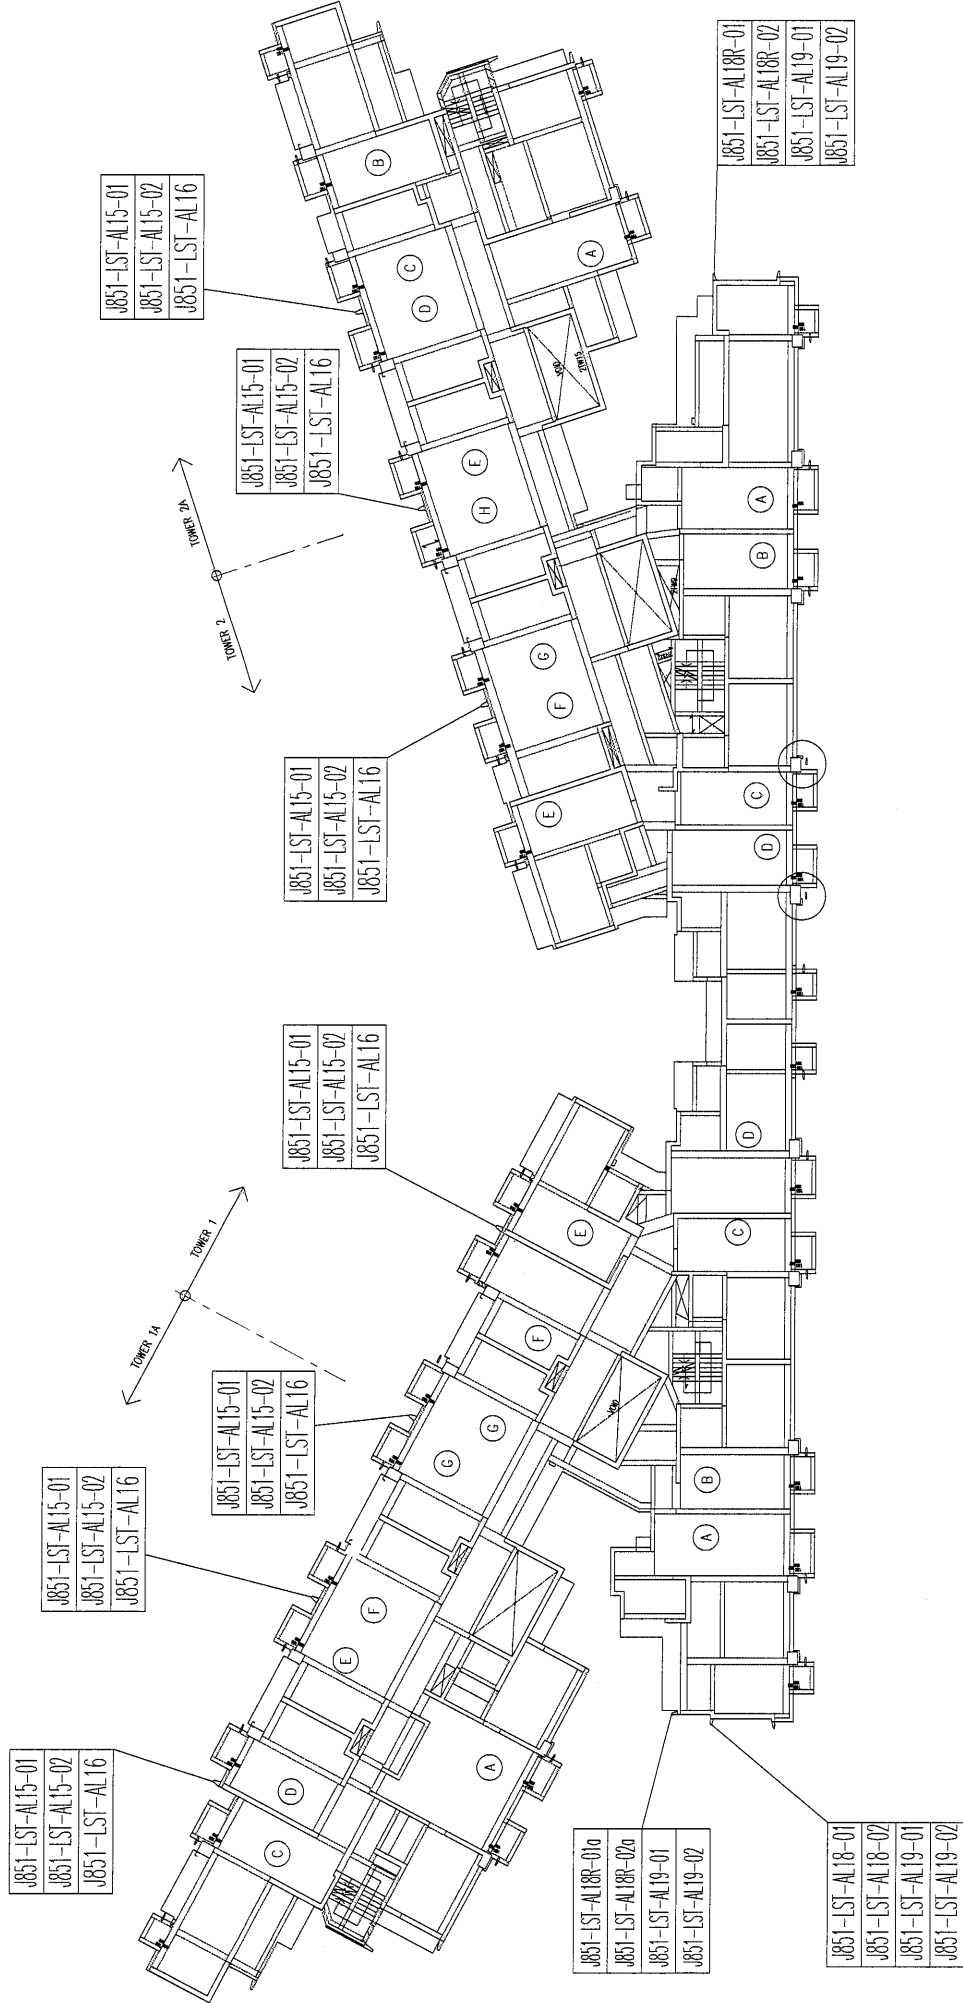 J851-LST-AL18R-01
J851-LST-AL18R-02
J851-LST-AL19-01
J851-LST-AL19-02
J851-LST-AL15-01
J851-LST-AL15-02
J851-LST-AL16
J851-LST-AL15-01
J851-LST-AL15-02
J851-LST-AL16
TOWER 2A
TOWER 2
J851-LST-AL15-01
J851-LST-AL15-02
J851-LST-AL16
B
A
C
D
VOID
2TW15
E
H
G
F
E
A
B
C
D
J851-LST-AL15-01
J851-LST-AL15-02
J851-LST-AL16
TOWER 1
TOWER 1A
J851-LST-AL15-01
J851-LST-AL15-02
J851-LST-AL16
J851-LST-AL15-01
J851-LST-AL15-02
J851-LST-AL16
J851-LST-AL15-01
J851-LST-AL15-02
J851-LST-AL16
E
F
G
G
VOID
F
E
D
C
A
D
C
B
A
J851-LST-AL18R-01a
J851-LST-AL18R-02a
J851-LST-AL19-01
J851-LST-AL19-02
J851-LST-AL18-01
J851-LST-AL18-02
J851-LST-AL19-01
J851-LST-AL19-02